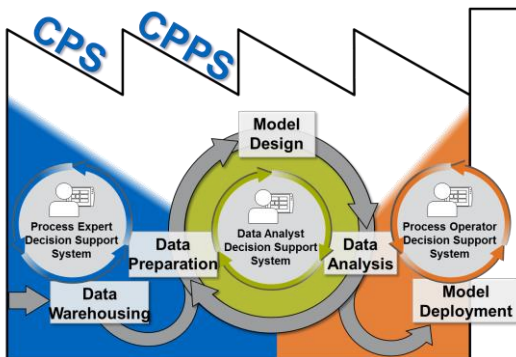 CPS
CPPS
Model
Design
Process Expert
Decision Support
System
Data Analyst
Decision Support
System
Process Operator
Decision Support
System
Data
Preparation
Data
Analysis
Data
Warehousing
Model
Deployment